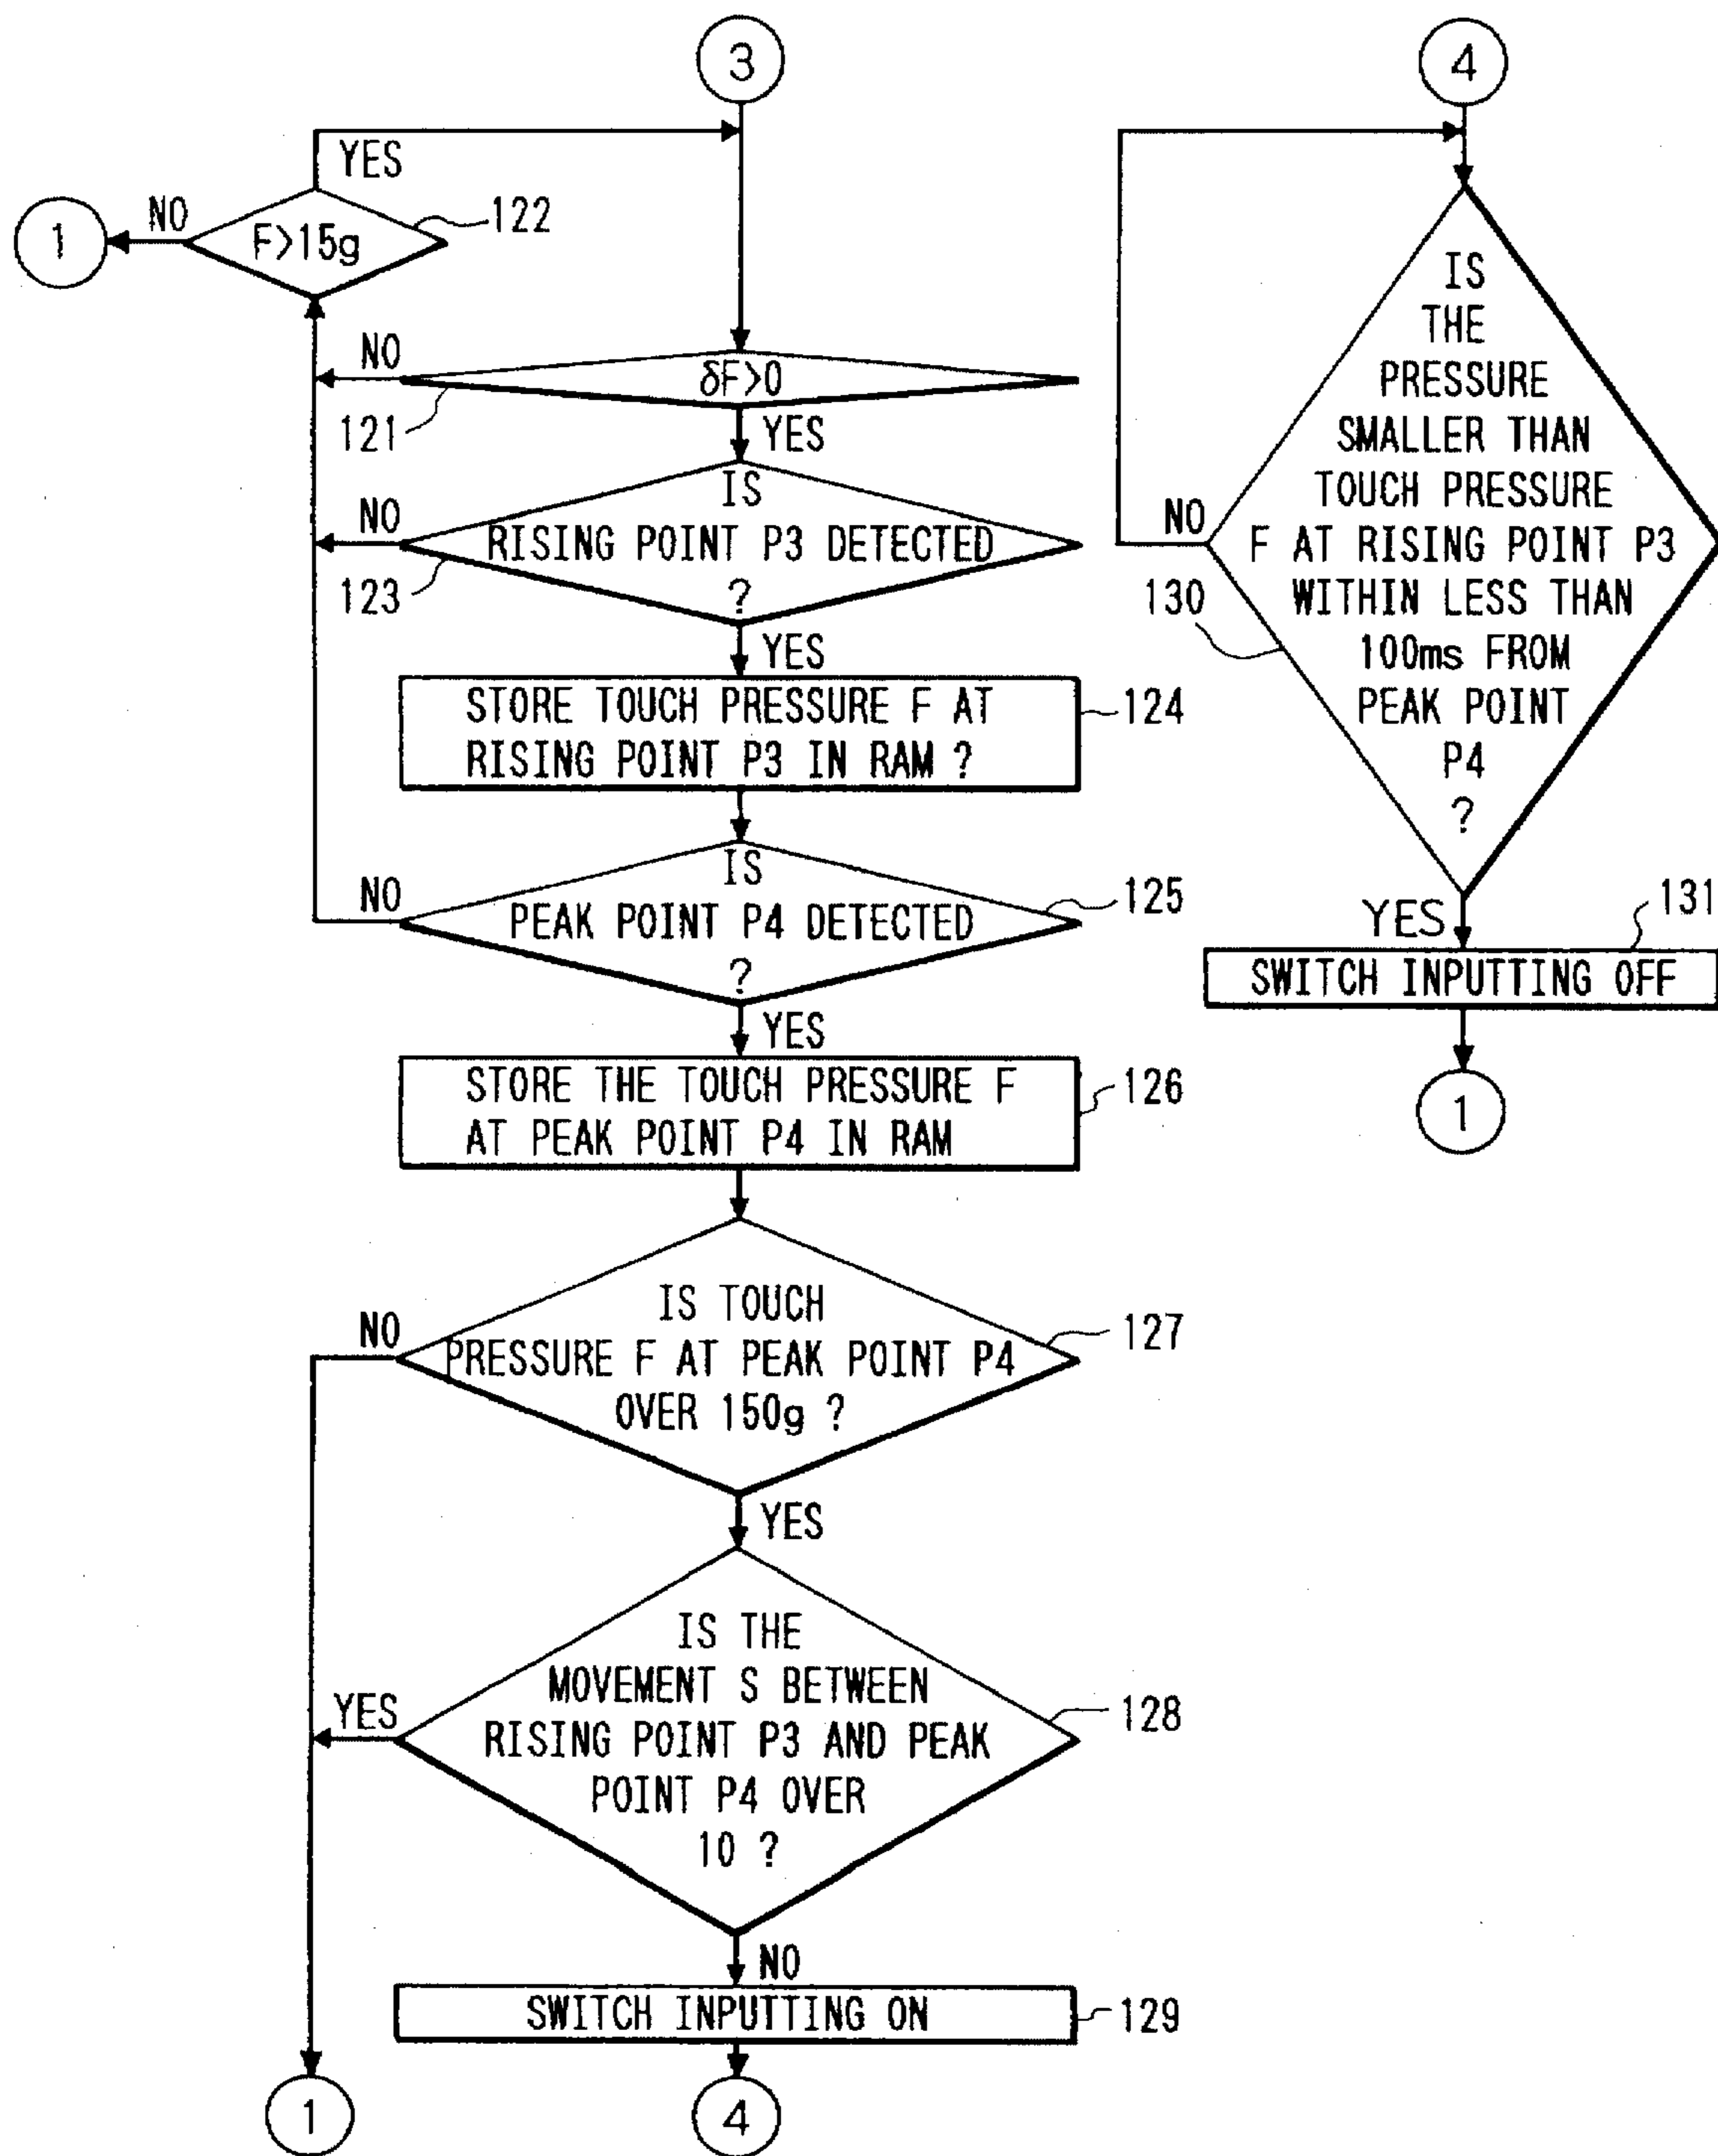 3
YES
NO
1
F>15g
122
NO
δF>0
121
YES
IS
NO
RISING POINT P3 DETECTED
123
?
YES
STORE TOUCH PRESSURE F AT
RISING POINT P3 IN RAM ?
124
IS
NO
PEAK POINT P4 DETECTED
125
?
YES
STORE THE TOUCH PRESSURE F
AT PEAK POINT P4 IN RAM
126
IS TOUCH
NO
PRESSURE F AT PEAK POINT P4
127
OVER 150g ?
YES
IS THE
MOVEMENT S BETWEEN
YES
RISING POINT P3 AND PEAK
128
POINT P4 OVER
10 ?
NO
SWITCH INPUTTING ON
129
1
4
4
IS
THE
PRESSURE
SMALLER THAN
TOUCH PRESSURE
NO
F AT RISING POINT P3
WITHIN LESS THAN
130
100ms FROM
PEAK POINT
P4
?
YES
131
SWITCH INPUTTING OFF
1